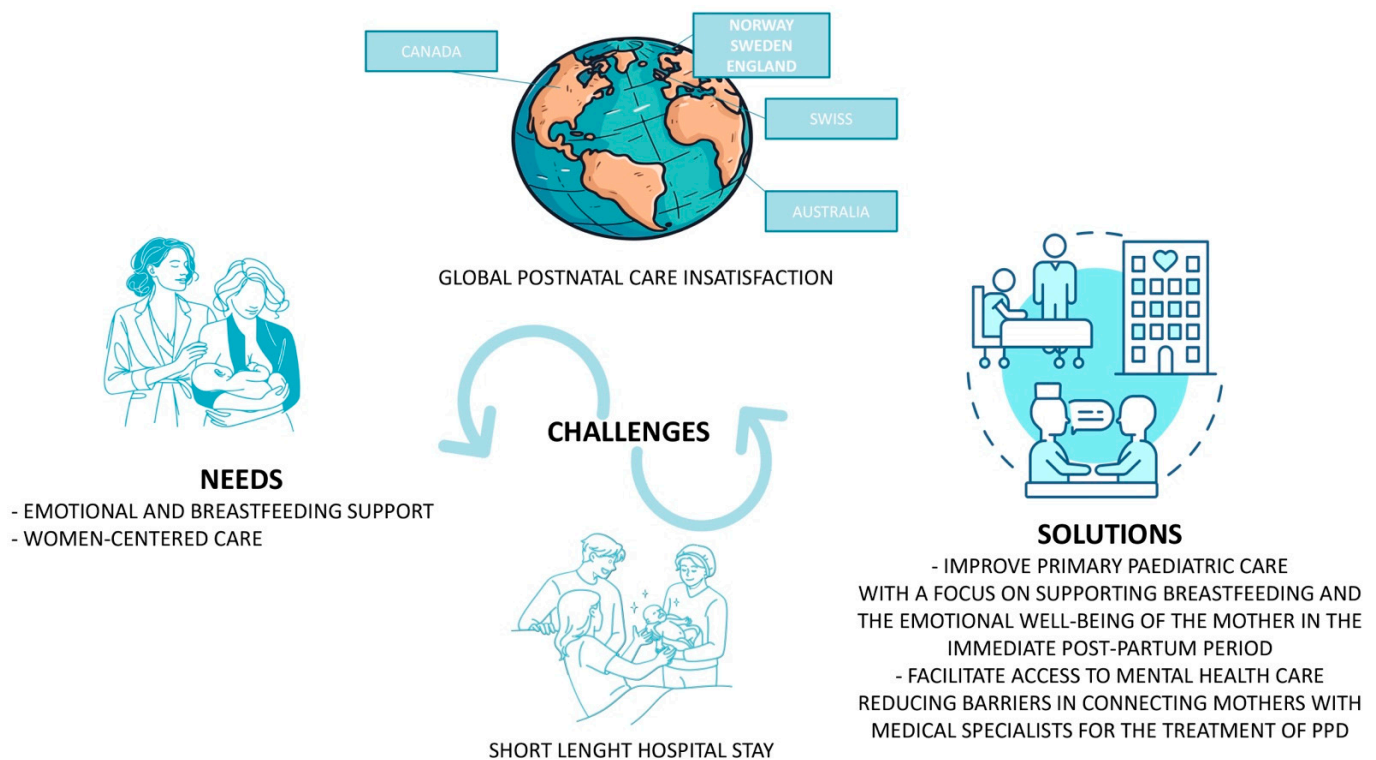 CANADA
NORWAY
SWEDEN
ENGLAND
SWISS
AUSTRALIA
GLOBAL POSTNATAL CARE INSATISFACTION
CHALLENGES
NEEDS
- EMOTIONAL AND BREASTFEEDING SUPPORT
- WOMEN-CENTERED CARE
SHORT LENGHT HOSPITAL STAY
SOLUTIONS
- IMPROVE PRIMARY PAEDIATRIC CARE
WITH A FOCUS ON SUPPORTING BREASTFEEDING AND
THE EMOTIONAL WELL-BEING OF THE MOTHER IN THE
IMMEDIATE POST-PARTUM PERIOD
- FACILITATE ACCESS TO MENTAL HEALTH CARE
REDUCING BARRIERS IN CONNECTING MOTHERS WITH
MEDICAL SPECIALISTS FOR THE TREATMENT OF PPD